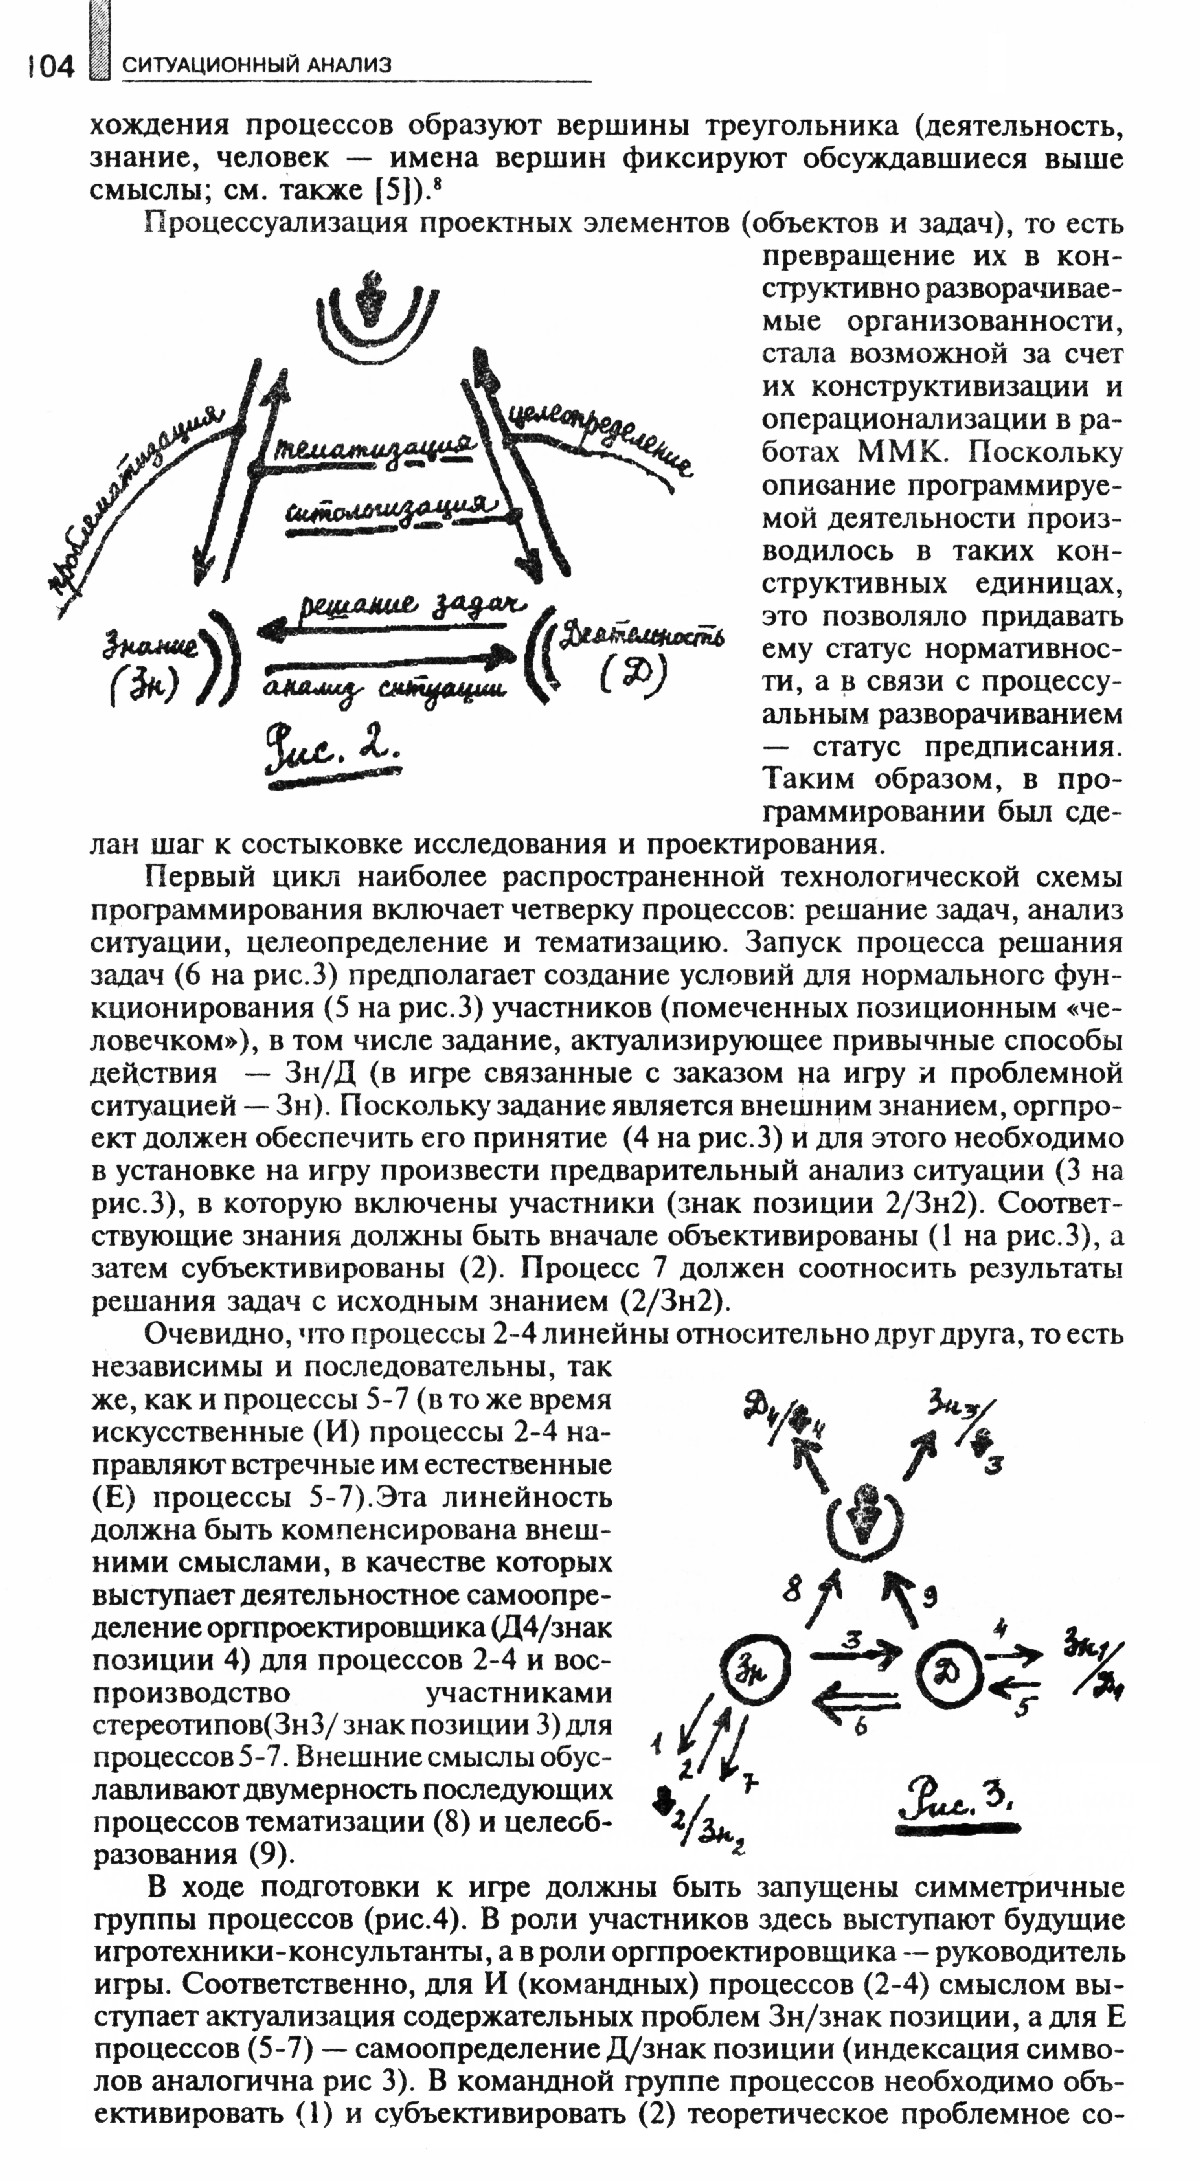 104
СИТУАЦИОННЫЙ АНАЛИЗ
хождения процессов образуют вершины треугольника (деятельность,
знание, человек — имена вершин фиксируют обсуждавшиеся выше
смыслы; см. также [5]).⁸
Процессуализация проектных элементов (объектов и задач), то есть
превращение их в кон-
структивно разворачивае-
мые организованности,
стала возможной за счет
их конструктивизации и
операционализации в ра-
ботах ММК. Поскольку
описание программируе-
мой деятельности произ-
водилось в таких кон-
структивных единицах,
это позволяло придавать
ему статус нормативнос-
ти, а в связи с процессу-
альным разворачиванием
— статус предписания.
Таким образом, в про-
граммировании был сде-
проблематизация
тематизация
целеопределение
ситологизация
решание задач
Знание
(Зн)
Деятельность
(Д)
анализ ситуации
Рис. 2.
лан шаг к состыковке исследования и проектирования.
Первый цикл наиболее распространенной технологической схемы
программирования включает четверку процессов: решание задач, анализ
ситуации, целеопределение и тематизацию. Запуск процесса решания
задач (6 на рис.3) предполагает создание условий для нормального фун-
кционирования (5 на рис.3) участников (помеченных позиционным «че-
ловечком»), в том числе задание, актуализирующее привычные способы
действия — Зн/Д (в игре связанные с заказом на игру и проблемной
ситуацией — Зн). Поскольку задание является внешним знанием, оргпро-
ект должен обеспечить его принятие (4 на рис.3) и для этого необходимо
в установке на игру произвести предварительный анализ ситуации (3 на
рис.3), в которую включены участники (знак позиции 2/Зн2). Соответ-
ствующие знания должны быть вначале объективированы (1 на рис.3), а
затем субъективированы (2). Процесс 7 должен соотносить результаты
решания задач с исходным знанием (2/Зн2).
Очевидно, что процессы 2-4 линейны относительно друг друга, то есть
независимы и последовательны, так
же, как и процессы 5-7 (в то же время
искусственные (И) процессы 2-4 на-
правляют встречные им естественные
(Е) процессы 5-7).Эта линейность
должна быть компенсирована внеш-
ними смыслами, в качестве которых
выступает деятельностное самоопре-
деление оргпроектировщика (Д4/знак
позиции 4) для процессов 2-4 и вос-
производство участниками
стереотипов(Зн3/ знак позиции 3) для
процессов 5-7. Внешние смыслы обус-
лавливают двумерность последующих
процессов тематизации (8) и целеоб-
разования (9).
Д4/4
Зн3/3
8
9
Зн
3
Д
4
Зн1/Д1
6
5
1
2
7
2/Зн2
Рис. 3.
В ходе подготовки к игре должны быть запущены симметричные
группы процессов (рис.4). В роли участников здесь выступают будущие
игротехники-консультанты, а в роли оргпроектировщика — руководитель
игры. Соответственно, для И (командных) процессов (2-4) смыслом вы-
ступает актуализация содержательных проблем Зн/знак позиции, а для Е
процессов (5-7) — самоопределение Д/знак позиции (индексация симво-
лов аналогична рис 3). В командной группе процессов необходимо объ-
ективировать (1) и субъективировать (2) теоретическое проблемное со-